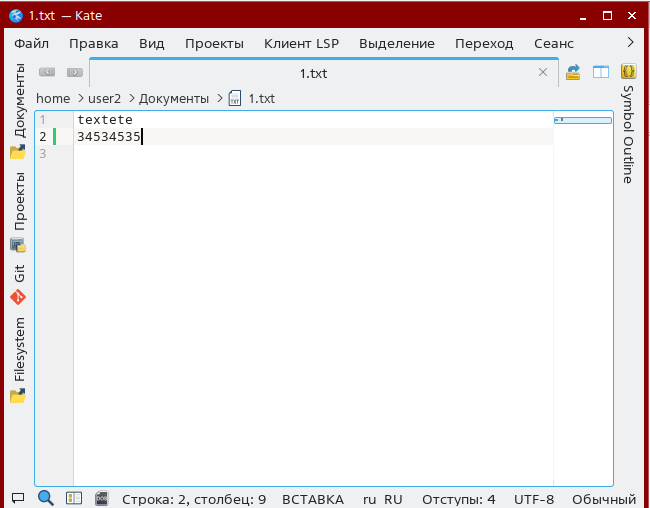 1.txt — Kate
Файл Правка Вид Проекты Клиент LSP Выделение Переход Сеанс
1.txt
home > user2 > Документы > 1.txt
1 textete
2 34534535
3
Документы
Проекты
Git
Filesystem
Symbol Outline
Строка: 2, столбец: 9 ВСТАВКА ru_RU Отступы: 4 UTF-8 Обычный